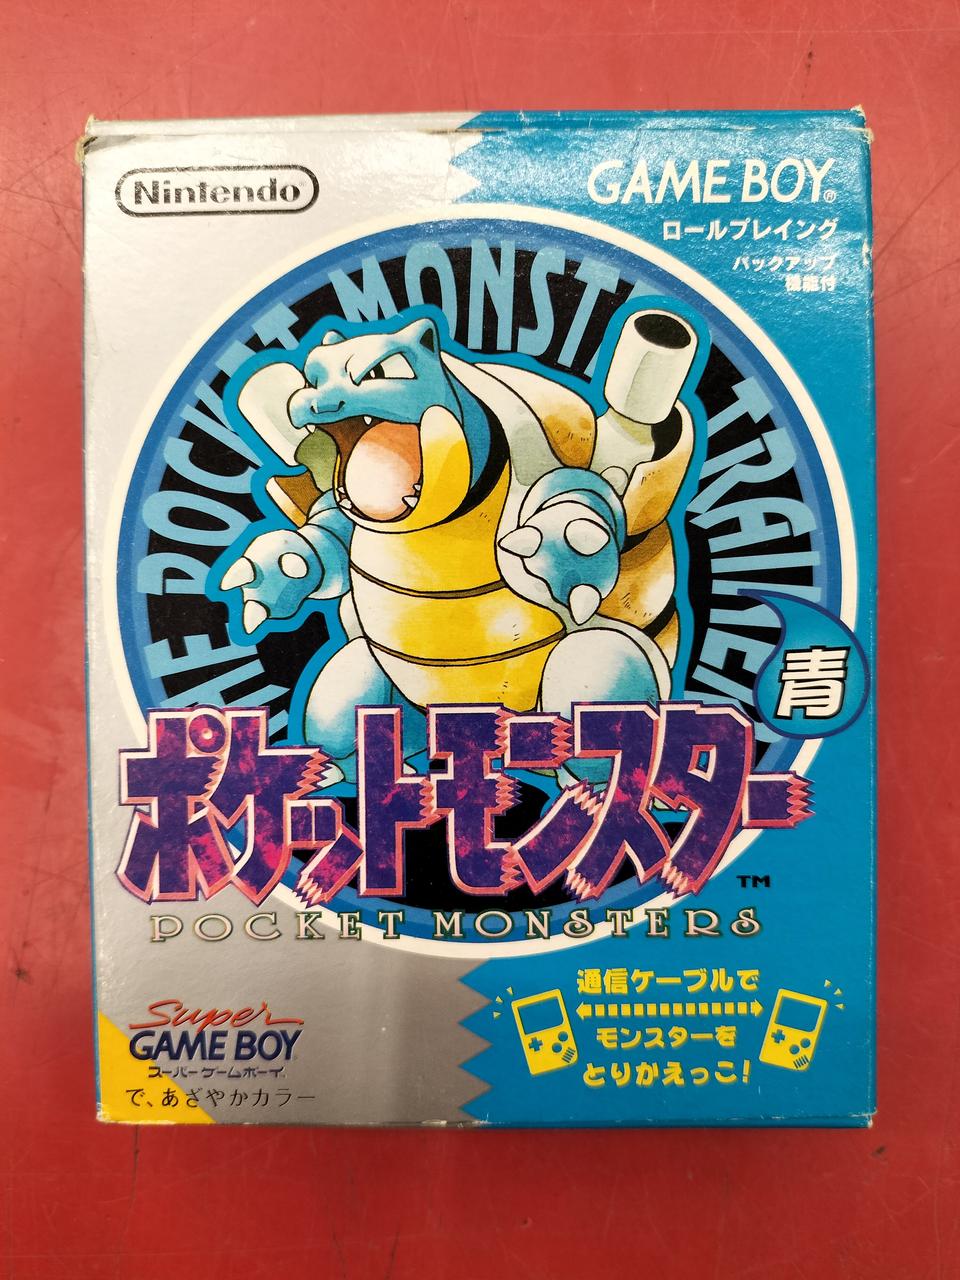 Nintendo®
GAME BOY®
ロールプレイング
バックアップ
機能付
THE POCKET MONSTER TRAINER
青
ポケットモンスター
TM
POCKET MONSTERS
通信ケーブルで
モンスターを
とりかえっこ!
Super
GAME BOY
スーパーゲームボーイ
で、あざやかカラー